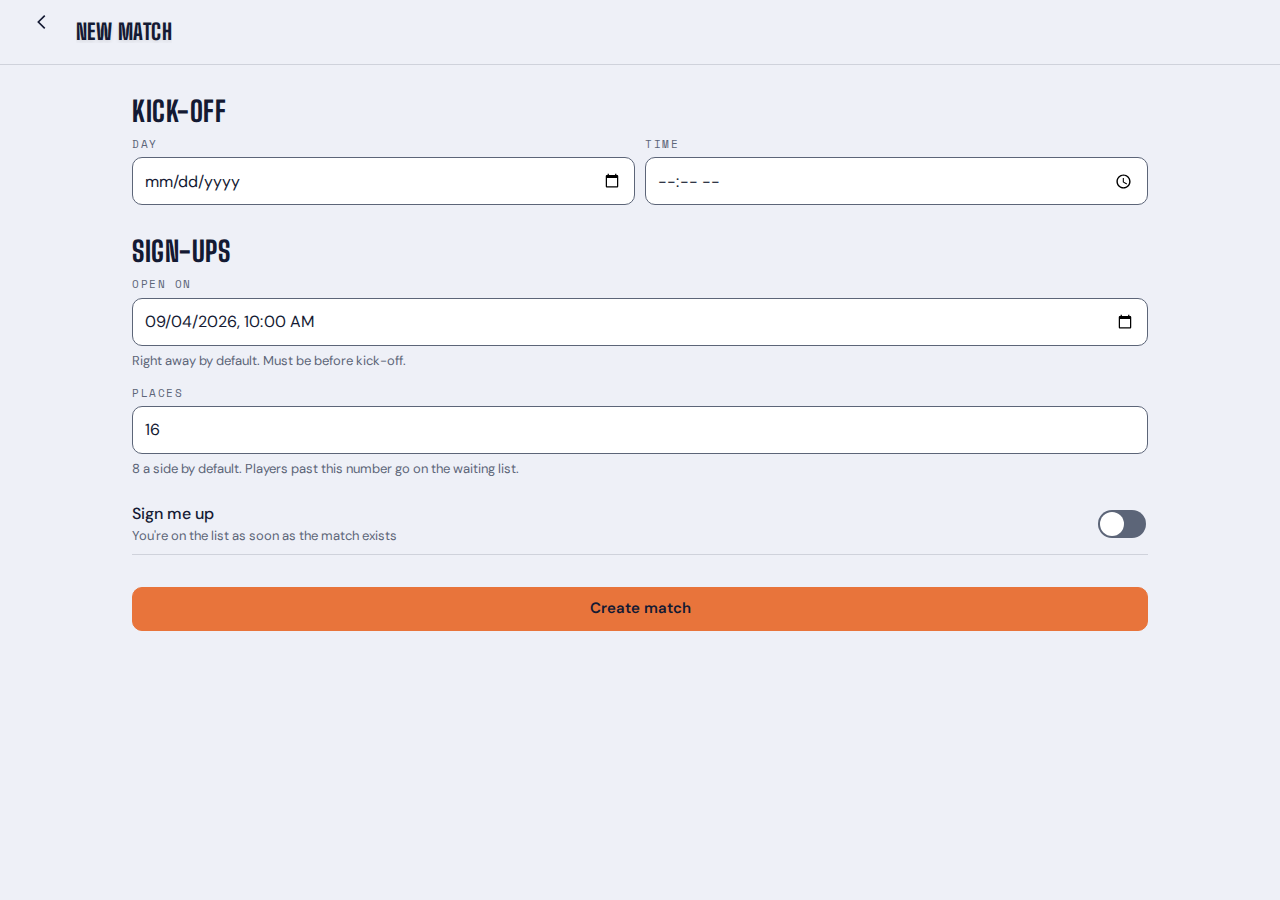 NEW MATCH
KICK-OFF
DAY
TIME
mm/dd/yyyy
--:-- --
SIGN-UPS
OPEN ON
09/04/2026, 10:00 AM
Right away by default. Must be before kick-off.
PLACES
16
8 a side by default. Players past this number go on the waiting list.
Sign me up
You're on the list as soon as the match exists
Create match